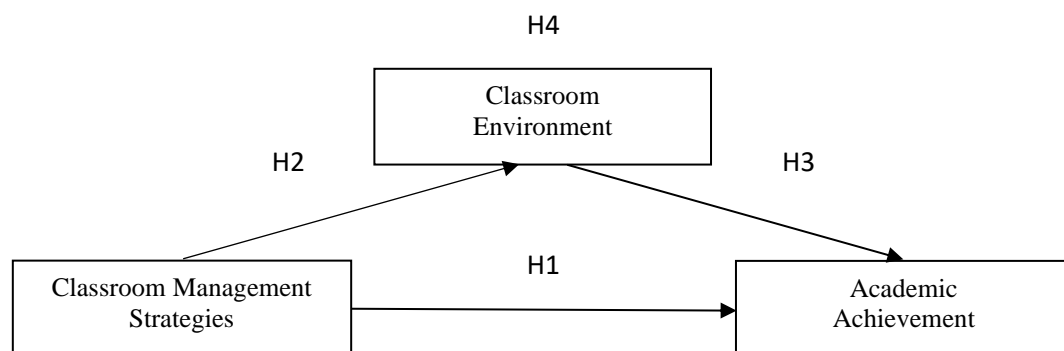 H4
Classroom
Environment
H2
H3
H1
Classroom Management
Strategies
Academic
Achievement